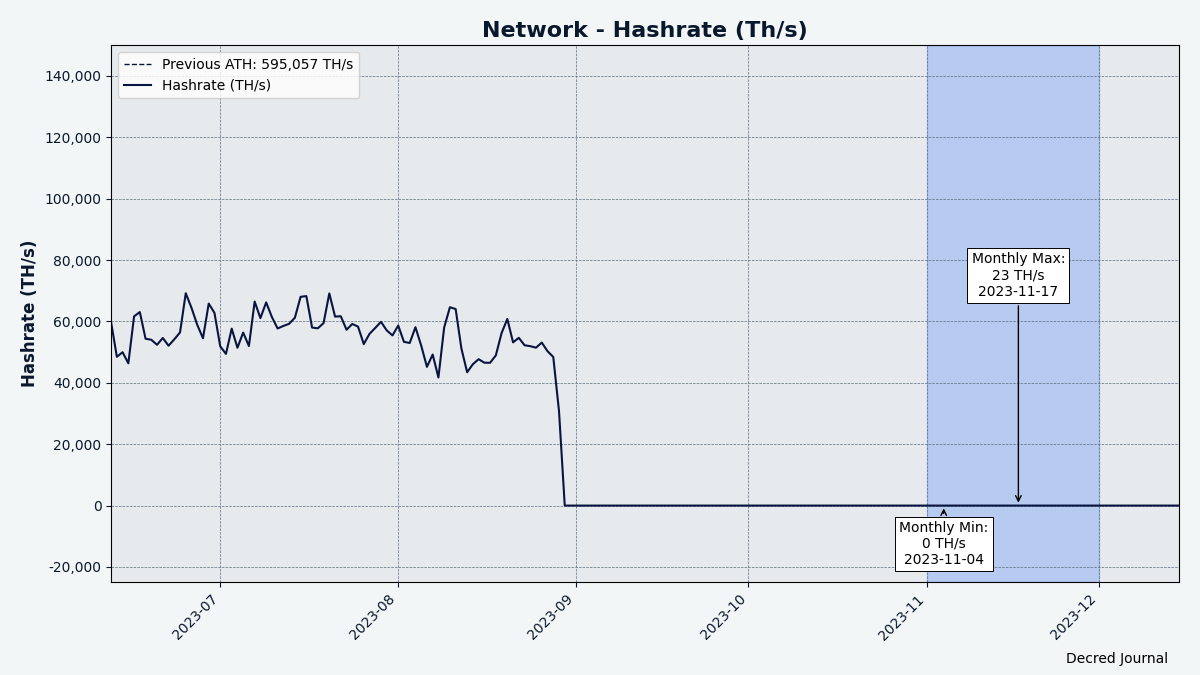 Network - Hashrate (Th/s)
Previous ATH: 595,057 TH/s
Hashrate (TH/s)
Hashrate (TH/s)
140,000
120,000
100,000
80,000
60,000
40,000
20,000
0
-20,000
Monthly Max:
23 TH/s
2023-11-17
Monthly Min:
0 TH/s
2023-11-04
2023-07
2023-08
2023-09
2023-10
2023-11
2023-12
Decred Journal